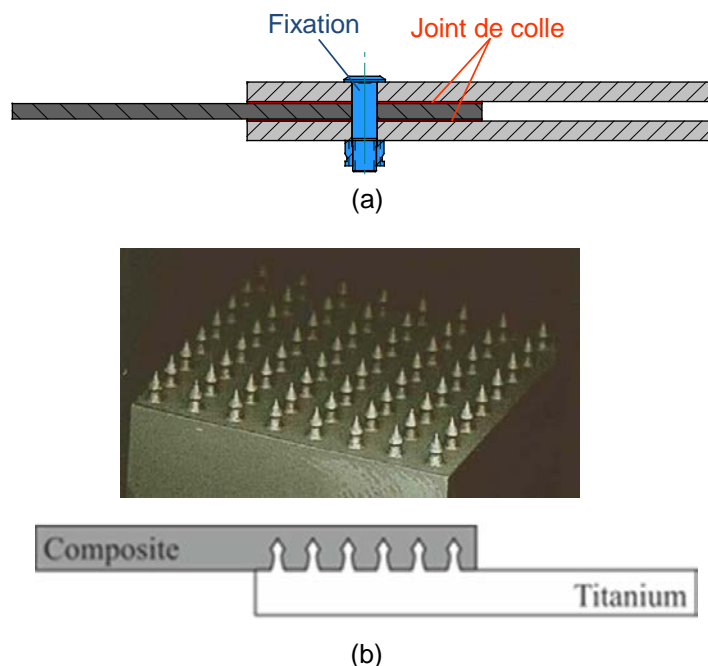 Fixation
Joint de colle
(a)
Composite
Titanium
(b)